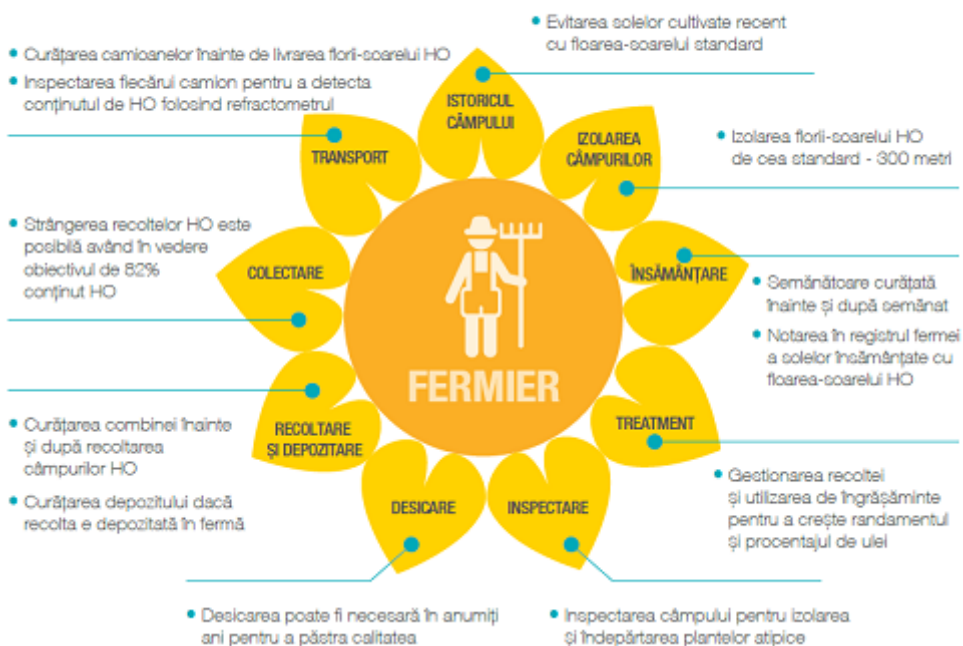 • Evitarea solelor cultivate recent
cu floarea-soarelui standard
ISTORICUL
CÂMPULUI
• Izolarea florii-soarelui HO
de cea standard - 300 metri
IZOLAREA
CÂMPURILOR
ÎNSĂMÂNȚARE
• Semănătoare curățată
înainte și după semănat
• Notarea în registrul fermei
a solelor însămânțate cu
floarea-soarelui HO
TREATMENT
• Gestionarea recoltei
și utilizarea de îngrășăminte
pentru a crește randamentul
și procentajul de ulei
INSPECTARE
• Inspectarea câmpului pentru izolarea
și îndepărtarea plantelor atipice
DESICARE
• Desicarea poate fi necesară în anumiți
ani pentru a păstra calitatea
RECOLTARE
ȘI DEPOZITARE
• Curățarea combinei înainte
și după recoltarea
câmpurilor HO
• Curățarea depozitului dacă
recolta e depozitată în fermă
COLECTARE
• Strângerea recoltelor HO este
posibilă având în vedere
obiectivul de 82%
conținut HO
TRANSPORT
• Curățarea camioanelor înainte de livrarea florii-soarelui HO
• Inspectarea fiecărui camion pentru a detecta
conținutul de HO folosind refractometrul
FERMIER